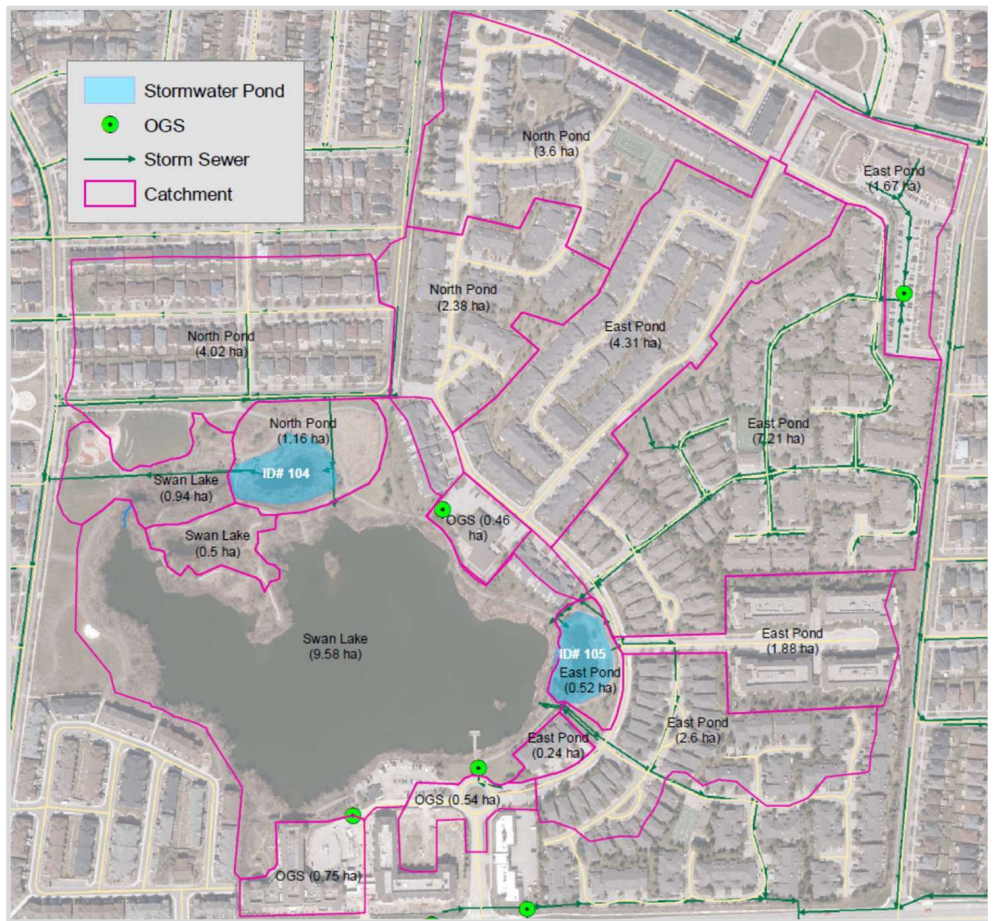 Stormwater Pond
OGS
Storm Sewer
Catchment
North Pond
(3.6 ha)
East Pond
(1.67 ha)
North Pond
(2.38 ha)
East Pond
(4.31 ha)
North Pond
(4.02 ha)
North Pond
(1.16 ha)
ID# 104
East Pond
(7.21 ha)
Swan Lake
(0.94 ha)
OGS (0.46
ha)
Swan Lake
(0.5 ha)
Swan Lake
(9.58 ha)
East Pond
(1.88 ha)
ID# 105
East Pond
(0.52 ha)
East Pond
(2.6 ha)
East Pond
(0.24 ha)
OGS (0.54 ha)
OGS (0.75 ha)